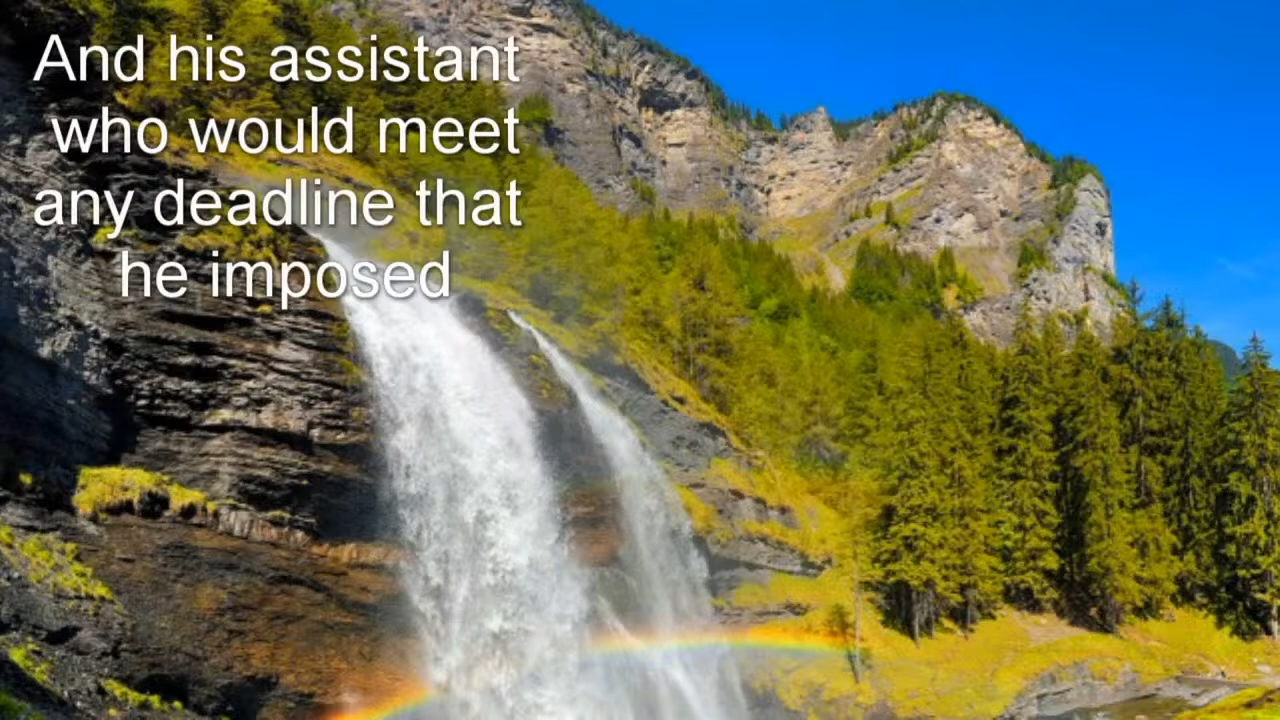 And his assistant
who would meet
any deadline that
he imposed